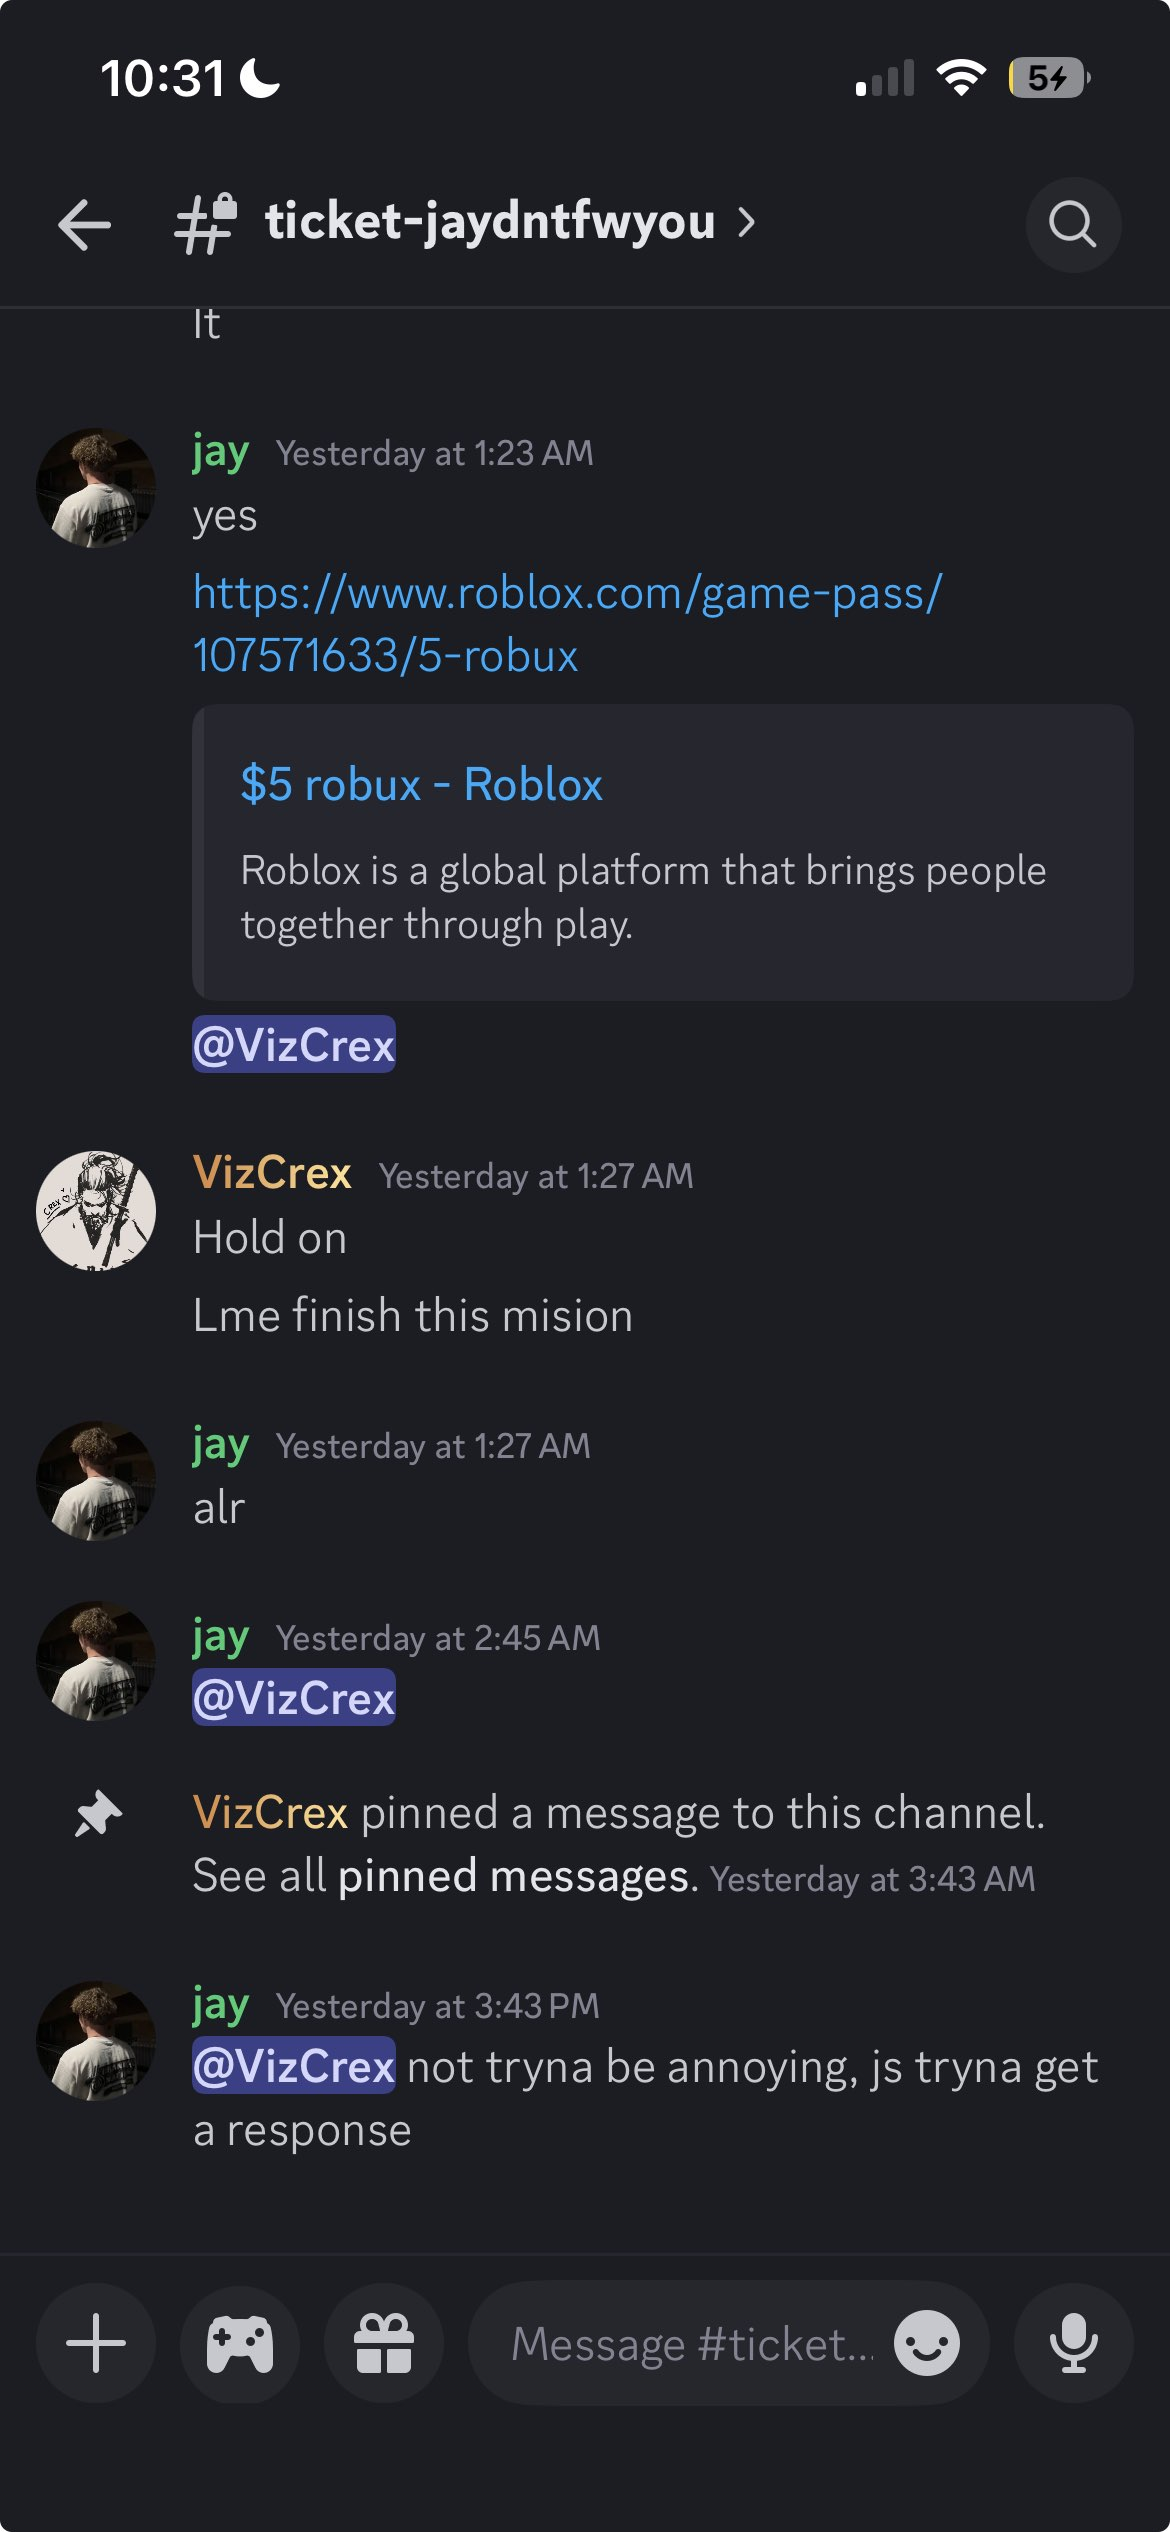 10:31
5
ticket-jaydntfwyou
It
jay Yesterday at 1:23 AM
yes
https://www.roblox.com/game-pass/
107571633/5-robux
$5 robux - Roblox
Roblox is a global platform that brings people
together through play.
@VizCrex
VizCrex Yesterday at 1:27 AM
CREX
Hold on
Lme finish this mision
jay Yesterday at 1:27 AM
alr
jay Yesterday at 2:45 AM
@VizCrex
VizCrex pinned a message to this channel.
See all pinned messages. Yesterday at 3:43 AM
jay Yesterday at 3:43 PM
@VizCrex not tryna be annoying, js tryna get
a response
Message #ticket...